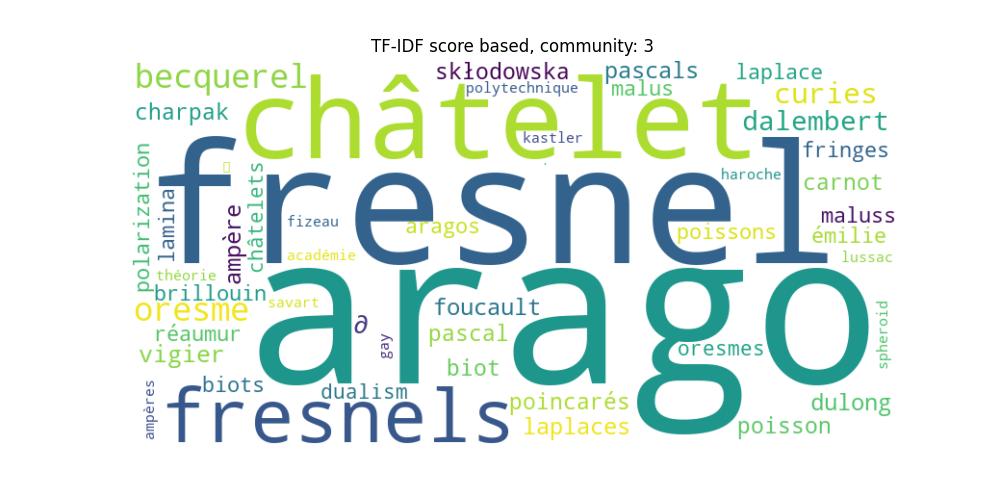 TF-IDF score based, community: 3
becquerel
skłodowska
pascals
laplace
polytechnique
malus
curies
charpak
châtelet
dalembert
kastler
fringes
fresnel
haroche
carnot
polarization
lamina
châtelets
ampère
fizeau
aragos
poissons
maluss
émilie
académie
lussac
théorie
brillouin
arago
oresme
savart
foucault
∂
réaumur
pascal
gay
oresmes
spheroid
vigier
biot
biots
dualism
ampères
fresnels
poincarés
dulong
laplaces
poisson